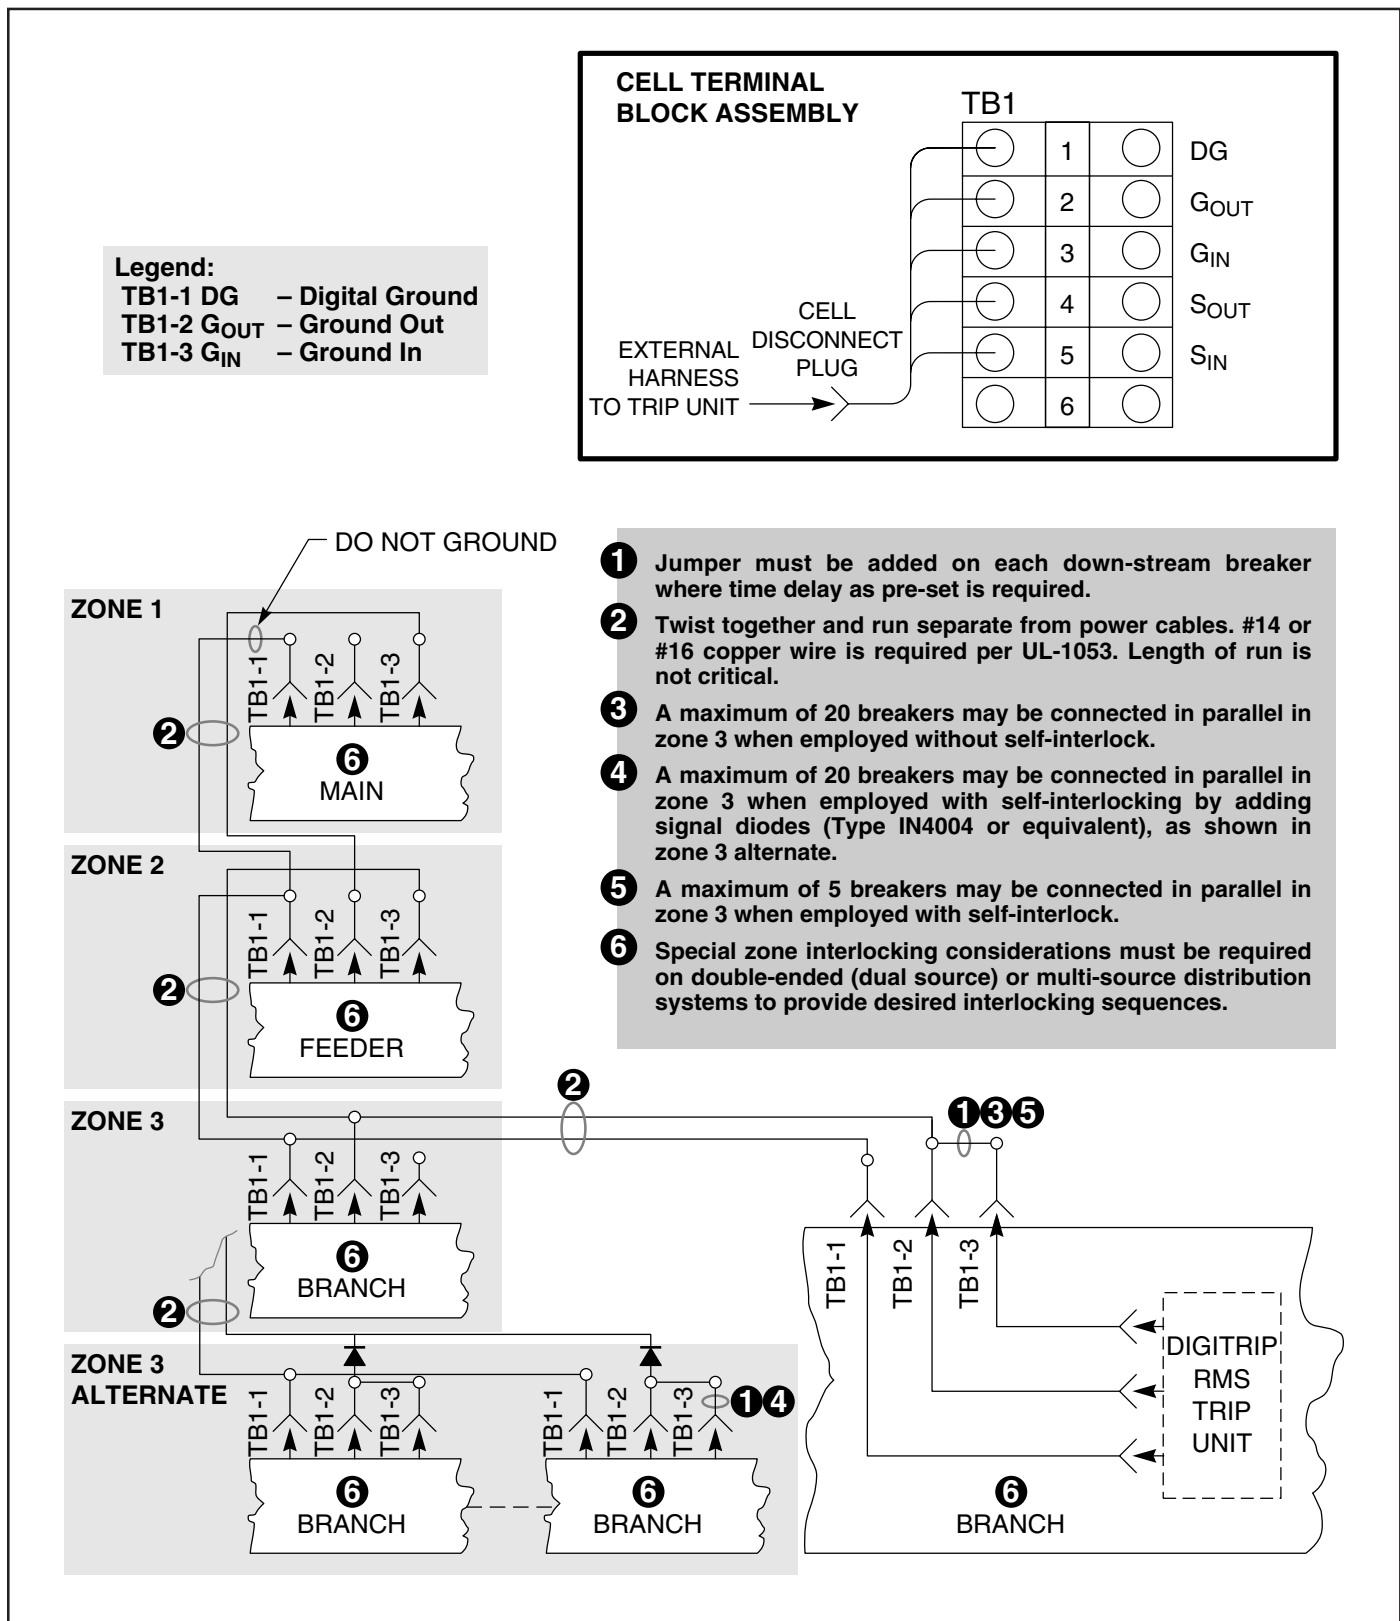 CELL TERMINAL
BLOCK ASSEMBLY
TB1
1 DG
2 GOUT
3 GIN
4 SOUT
5 SIN
6
CELL
DISCONNECT
PLUG
EXTERNAL
HARNESS
TO TRIP UNIT
Legend:
TB1-1 DG – Digital Ground
TB1-2 GOUT – Ground Out
TB1-3 GIN – Ground In
DO NOT GROUND
ZONE 1
TB1-1
TB1-2
TB1-3
2
6
MAIN
1 Jumper must be added on each down-stream breaker
where time delay as pre-set is required.
2 Twist together and run separate from power cables. #14 or
#16 copper wire is required per UL-1053. Length of run is
not critical.
3 A maximum of 20 breakers may be connected in parallel in
zone 3 when employed without self-interlock.
4 A maximum of 20 breakers may be connected in parallel in
zone 3 when employed with self-interlocking by adding
signal diodes (Type IN4004 or equivalent), as shown in
zone 3 alternate.
5 A maximum of 5 breakers may be connected in parallel in
zone 3 when employed with self-interlock.
6 Special zone interlocking considerations must be required
on double-ended (dual source) or multi-source distribution
systems to provide desired interlocking sequences.
ZONE 2
TB1-1
TB1-2
TB1-3
2
6
FEEDER
ZONE 3
TB1-1
TB1-2
TB1-3
2
6
BRANCH
2
1 3 5
TB1-1
TB1-2
TB1-3
DIGITRIP
RMS
TRIP
UNIT
6
BRANCH
ZONE 3
ALTERNATE
TB1-1
TB1-2
TB1-3
6
BRANCH
TB1-1
TB1-2
TB1-3
1 4
6
BRANCH